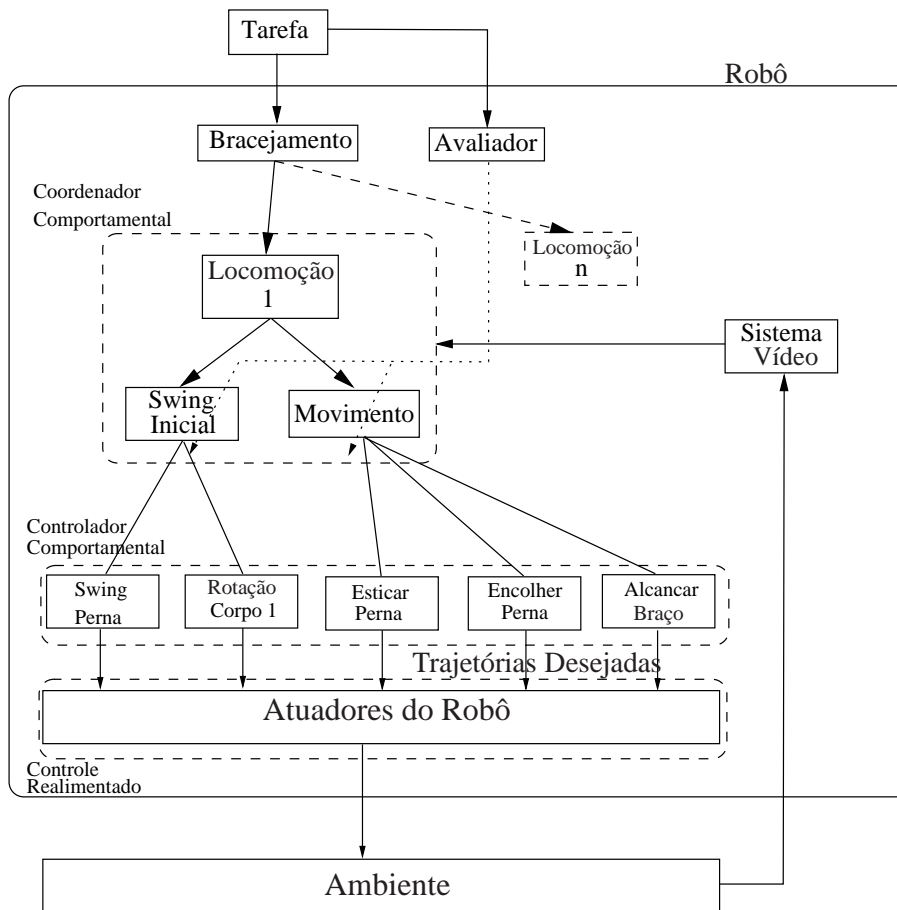 Tarefa
Robô
Bracejamento
Avaliador
Coordenador
Comportamental
Locomoção
n
Locomoção
1
Sistema
Vídeo
Swing
Inicial
Movimento
Controlador
Comportamental
Swing
Perna
Rotação
Corpo 1
Esticar
Perna
Encolher
Perna
Alcancar
Braço
Trajetórias Desejadas
Atuadores do Robô
Controle
Realimentado
Ambiente